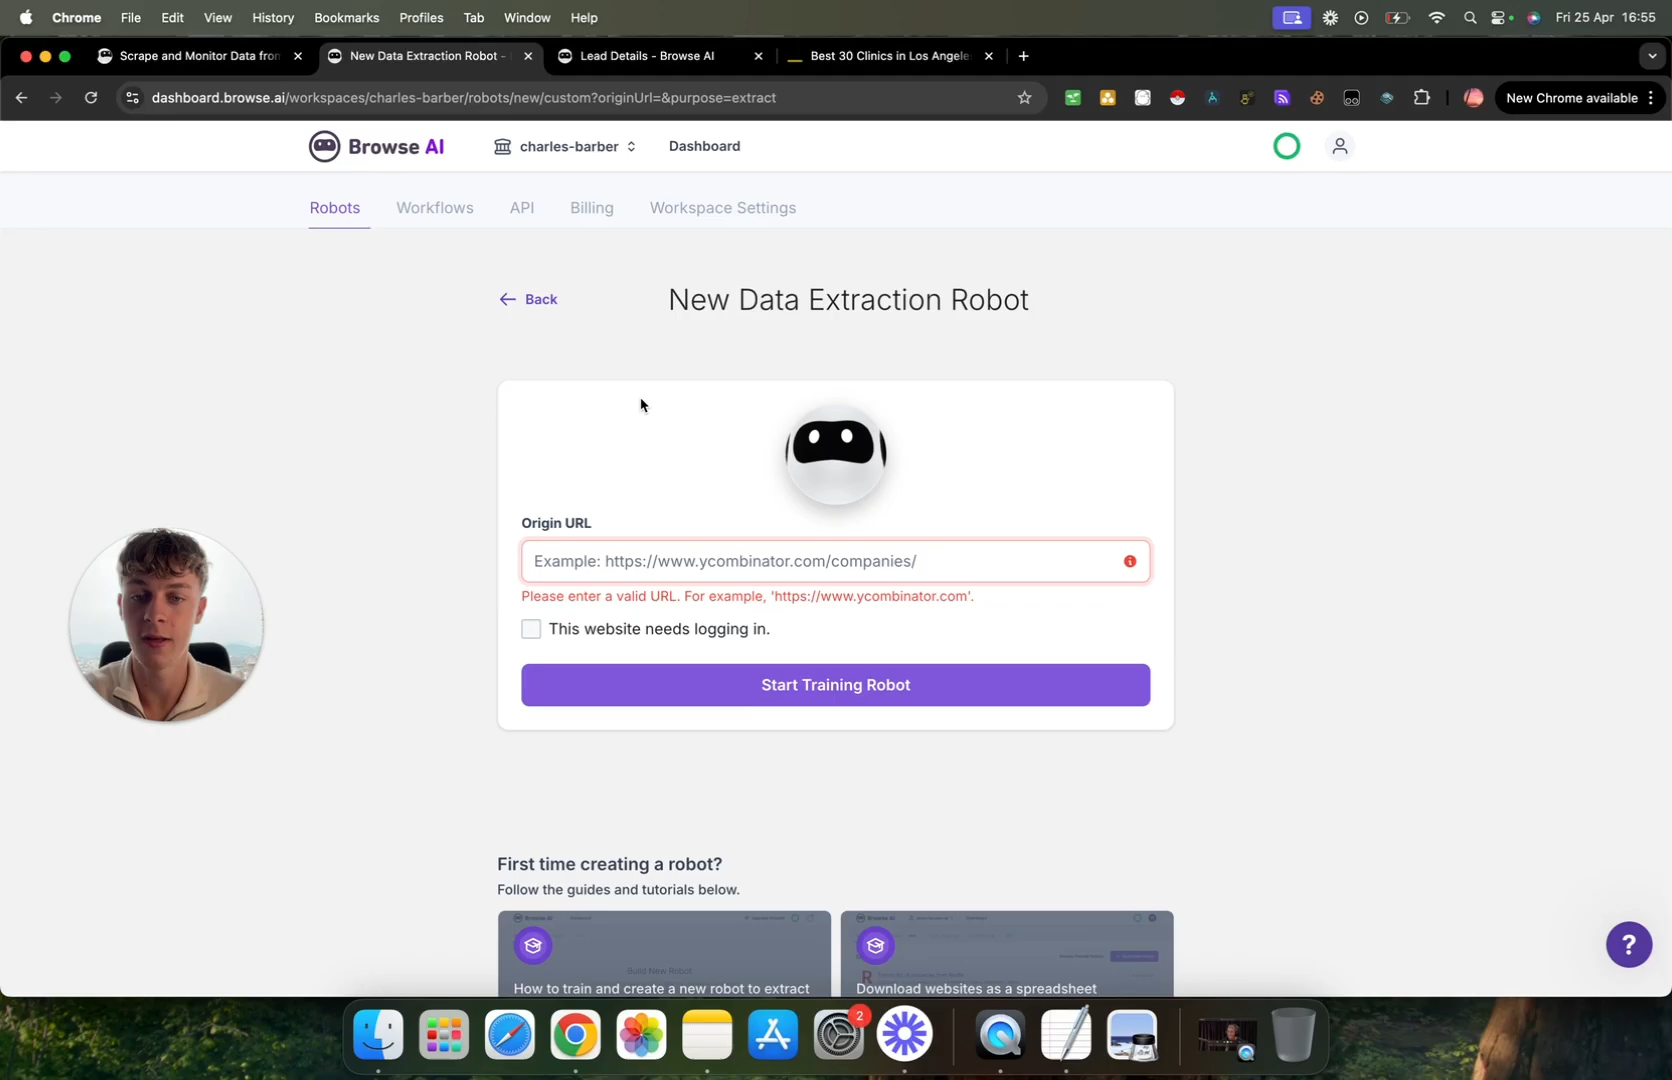 Chrome File Edit View History Bookmarks Profiles Tab Window Help Fri 25 Apr 16:55
Scrape and Monitor Data from New Data Extraction Robot - Lead Details - Browse AI Best 30 Clinics in Los Angeles
dashboard.browse.ai/workspaces/charles-barber/robots/new/custom?originUrl=&purpose=extract New Chrome available
Browse AI charles-barber Dashboard
Robots Workflows API Billing Workspace Settings
Back New Data Extraction Robot
Origin URL
Example: https://www.ycombinator.com/companies/
Please enter a valid URL. For example, 'https://www.ycombinator.com'.
This website needs logging in.
Start Training Robot
First time creating a robot?
Follow the guides and tutorials below.
Build New Robot
How to train and create a new robot to extract Download websites as a spreadsheet
?
2